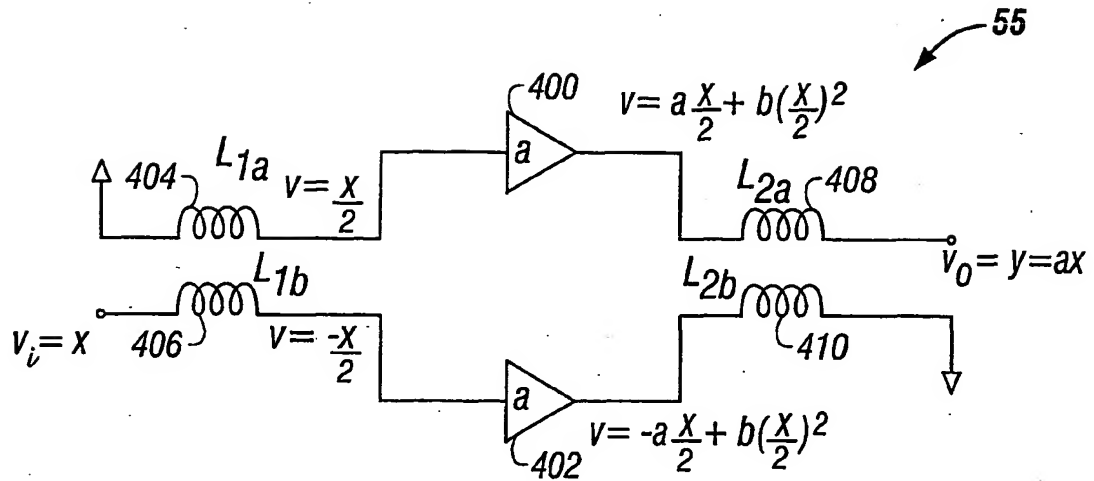 55
400
v = a x/2 + b(x/2)²
404
L1a
v = x/2
a
L2a
408
v0 = y = ax
L1b
L2b
vi = x
406
v = -x/2
410
a
402
v = -a x/2 + b(x/2)²